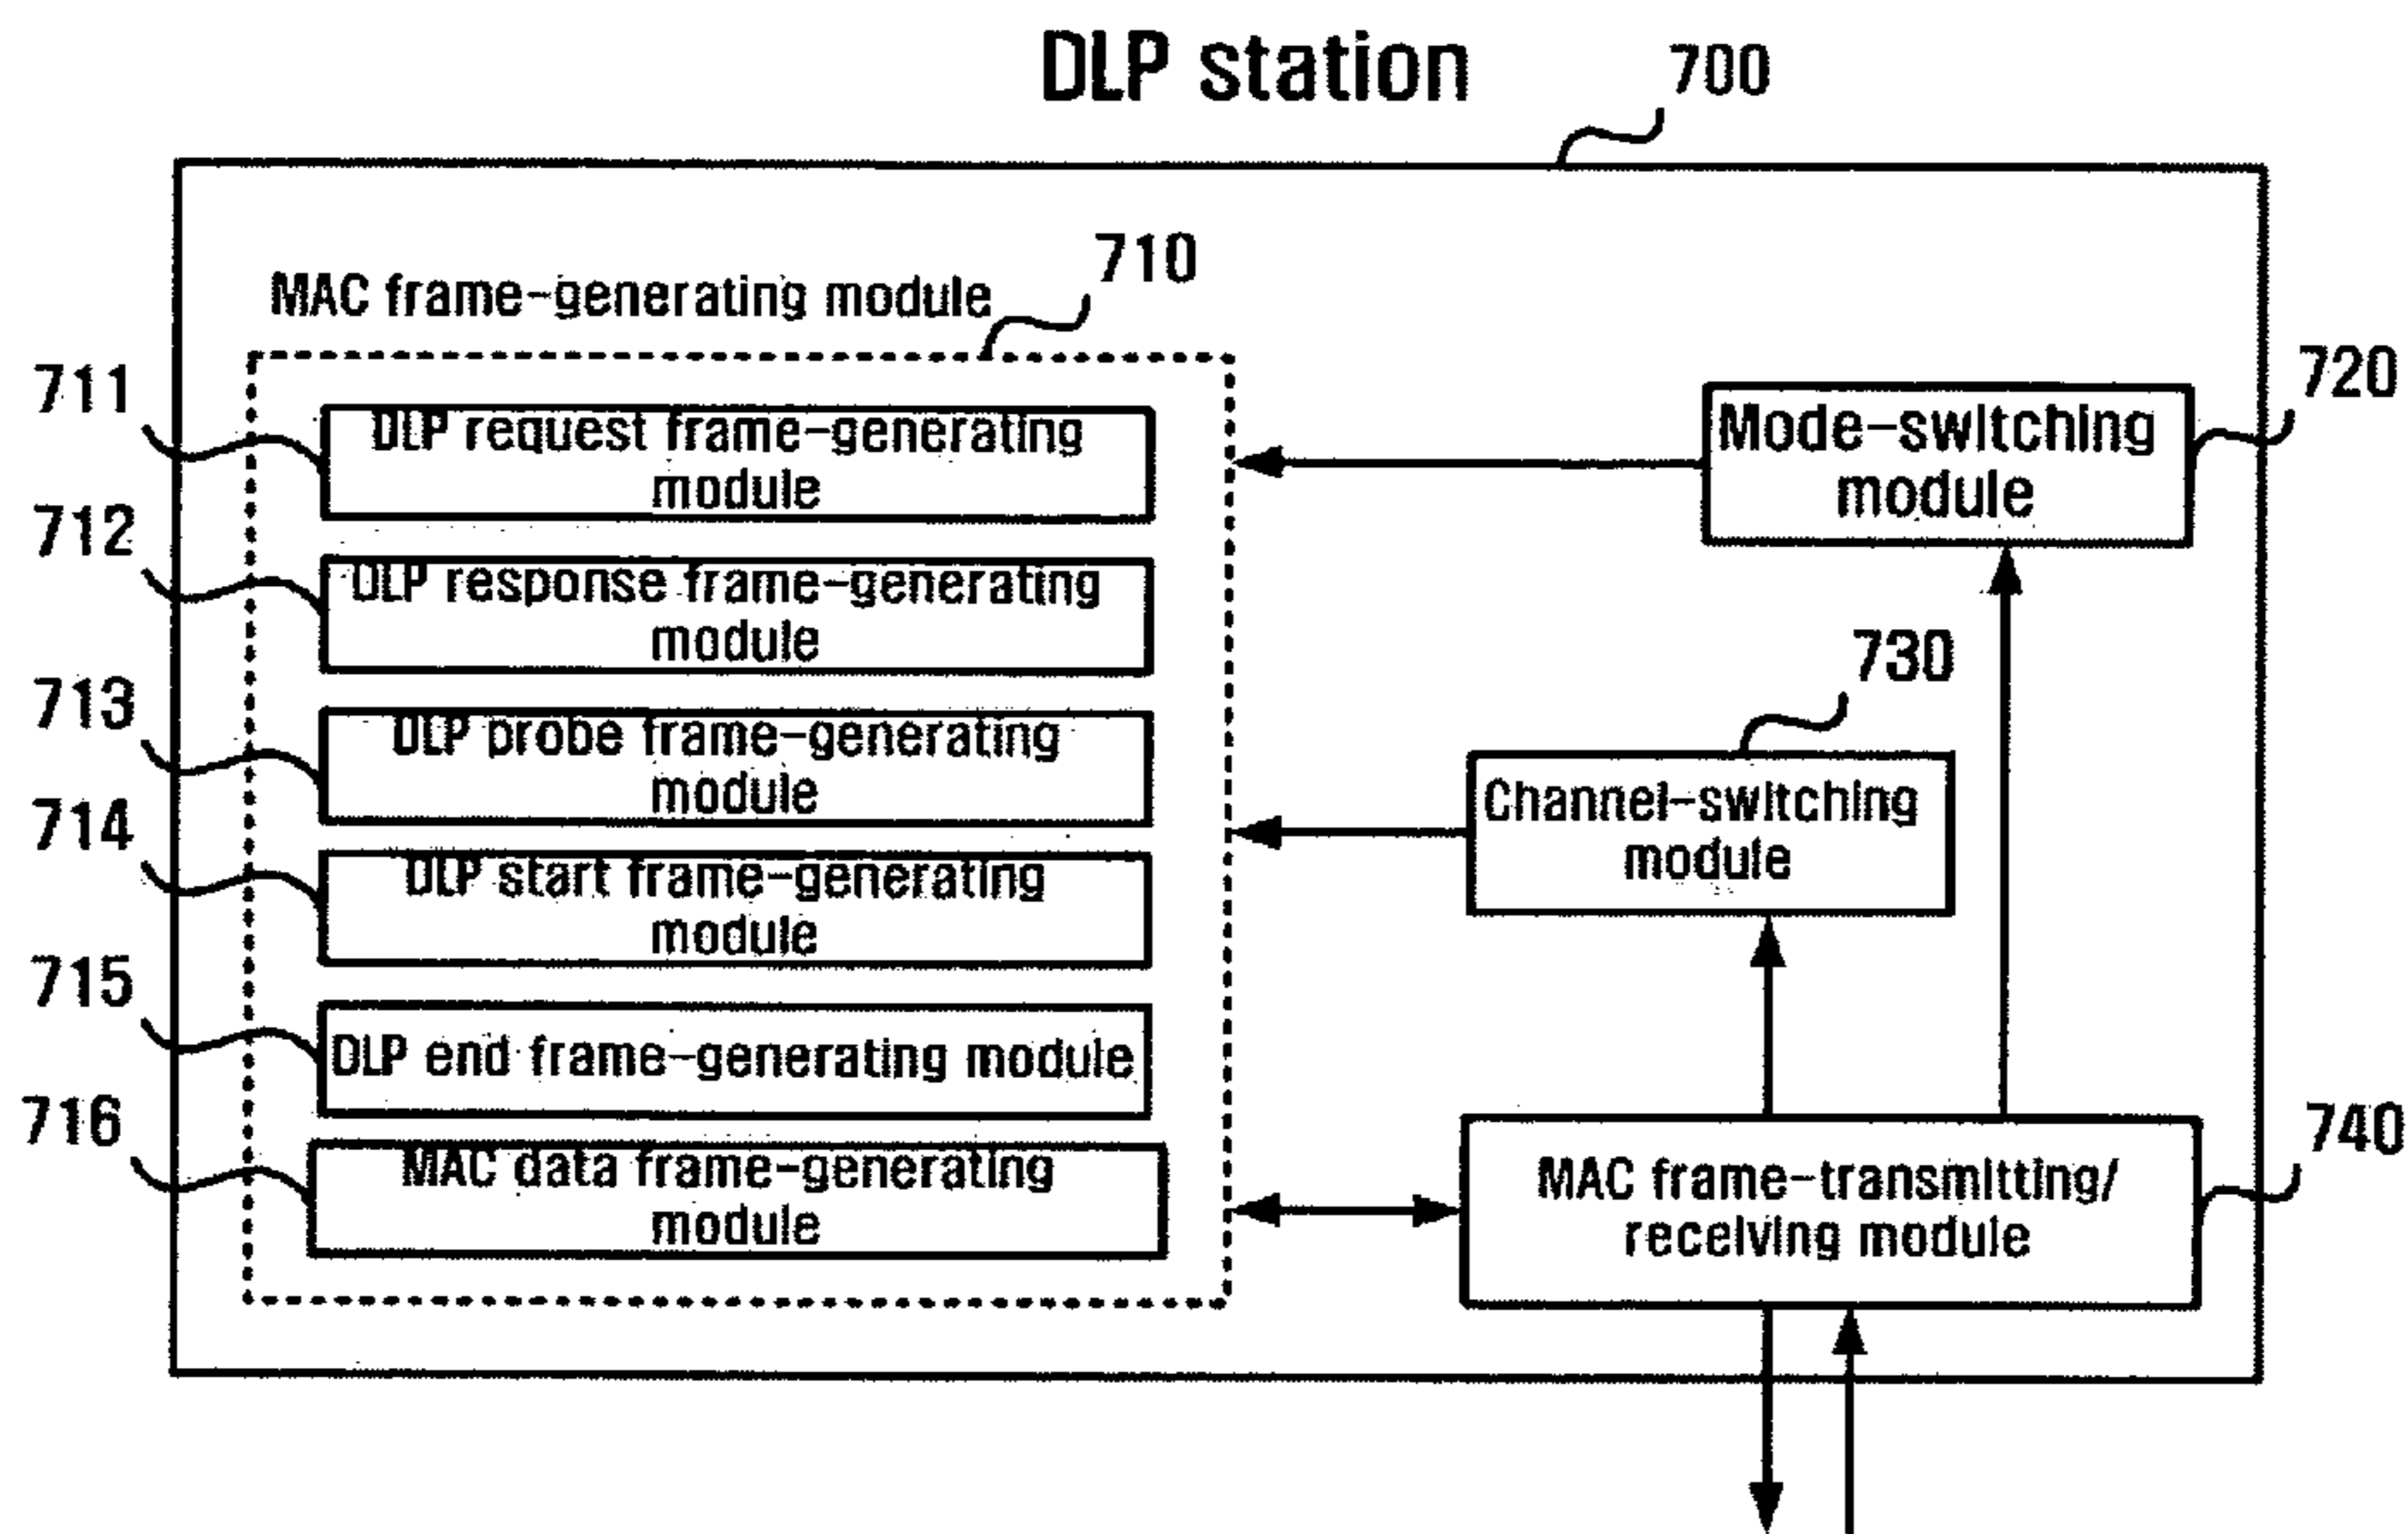 DLP station
700
MAC frame-generating module
710
711
DLP request frame-generating
module
720
Mode-switching
module
712
DLP response frame-generating
module
713
DLP probe frame-generating
module
730
Channel-switching
module
714
DLP start frame-generating
module
715
DLP end frame-generating module
716
MAC data frame-generating
module
740
MAC frame-transmitting/
receiving module